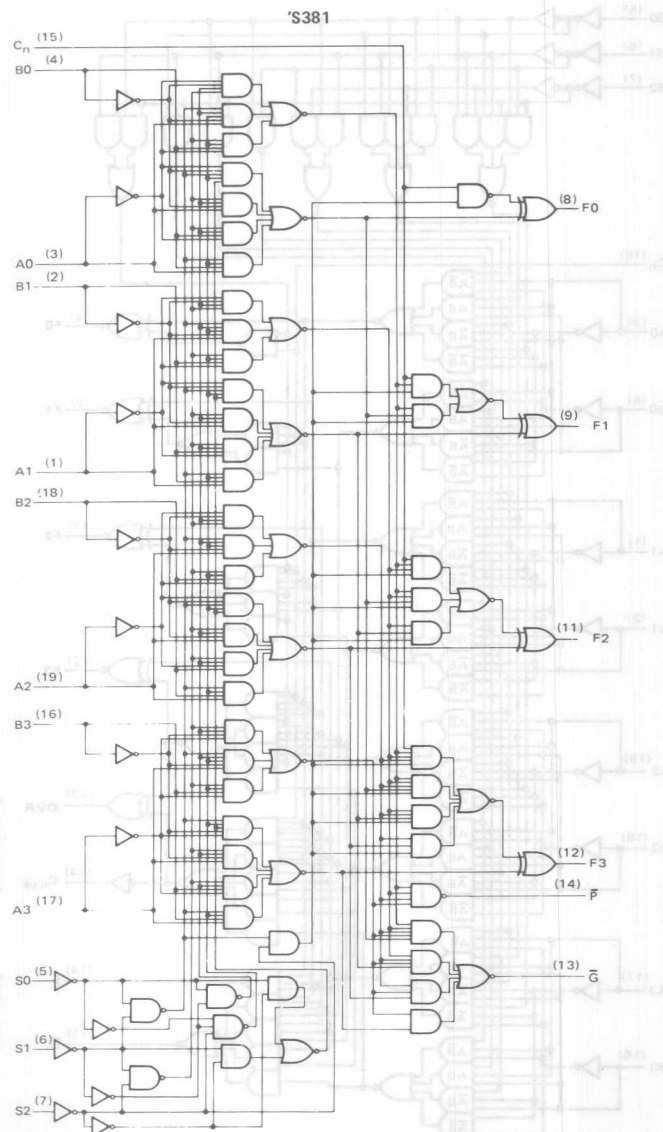 'S381
Cn (15)
B0 (4)
(8) F0
A0 (3)
B1 (2)
(9) F1
A1 (1)
B2 (18)
(11) F2
A2 (19)
B3 (16)
(12) F3
(14) P̅
A3 (17)
(13) G̅
S0 (5)
S1 (6)
S2 (7)